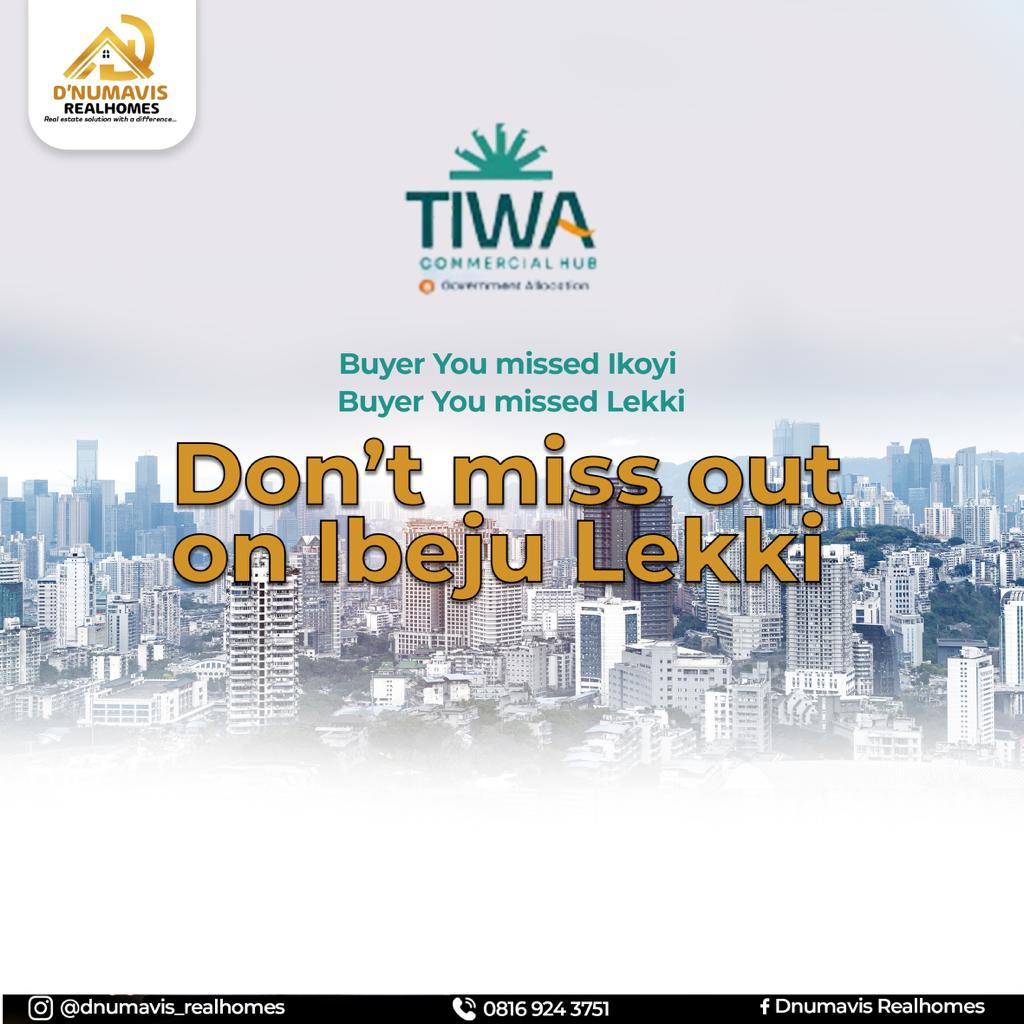 D'NUMAVIS
REALHOMES
Real estate solution with a difference...
TIWA
COMMERCIAL HUB
Government Allocation
Buyer You missed Ikoyi
Buyer You missed Lekki
Don't miss out
on Ibeju Lekki
@dnumavis_realhomes
0816 924 3751
Dnumavis Realhomes